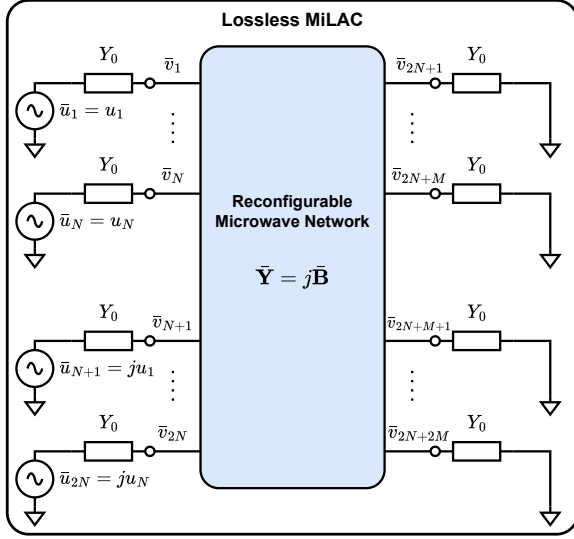 Lossless MiLAC
Y₀ v̄₁ v̄₂N₊₁ Y₀
ū₁ = u₁
⋮ ⋮
Y₀ v̄N v̄₂N₊M Y₀
ūN = uN
Reconfigurable
Microwave Network
Ȳ = jB̄
Y₀ v̄N₊₁ v̄₂N₊M₊₁ Y₀
ūN₊₁ = ju₁
⋮ ⋮
Y₀ v̄₂N v̄₂N₊₂M Y₀
ū₂N = juN